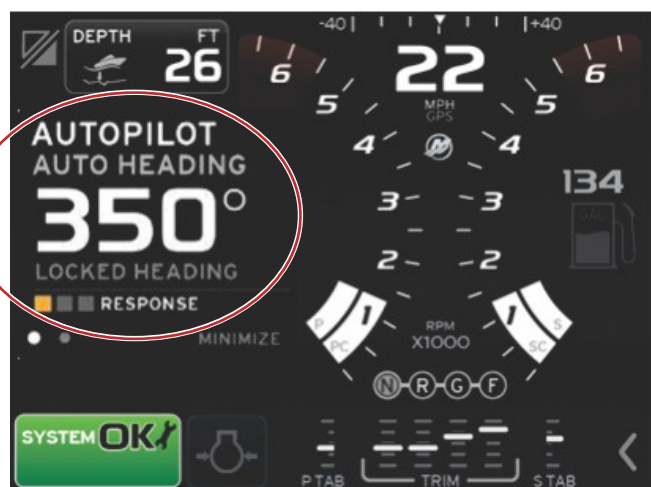 DEPTH FT
26
-40 +40
22
MPH
GPS
6 6
5 5
4 4
3 3
2 2
1 1
P S
PC SC
RPM
X1000
N R G F
AUTOPILOT
AUTO HEADING
350°
LOCKED HEADING
RESPONSE
MINIMIZE
134
GAL
SYSTEM OK
P TAB TRIM S TAB